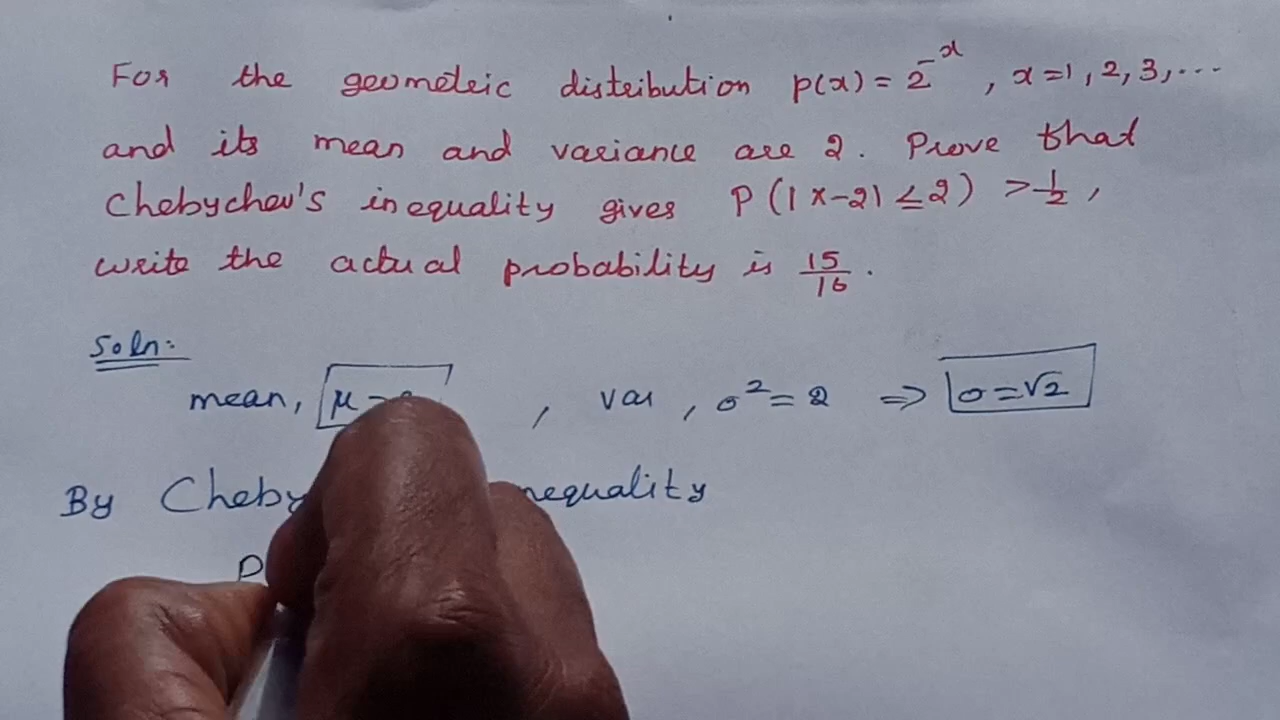 For the geometric distribution p(x) = 2^-x, x = 1, 2, 3, ...
and its mean and variance are 2. Prove that
Chebychev's inequality gives P(|x-2| ≤ 2) > 1/2,
write the actual probability is 15/16.
Soln:
mean, μ = , var, σ² = 2 ⇒ σ = √2
By
P